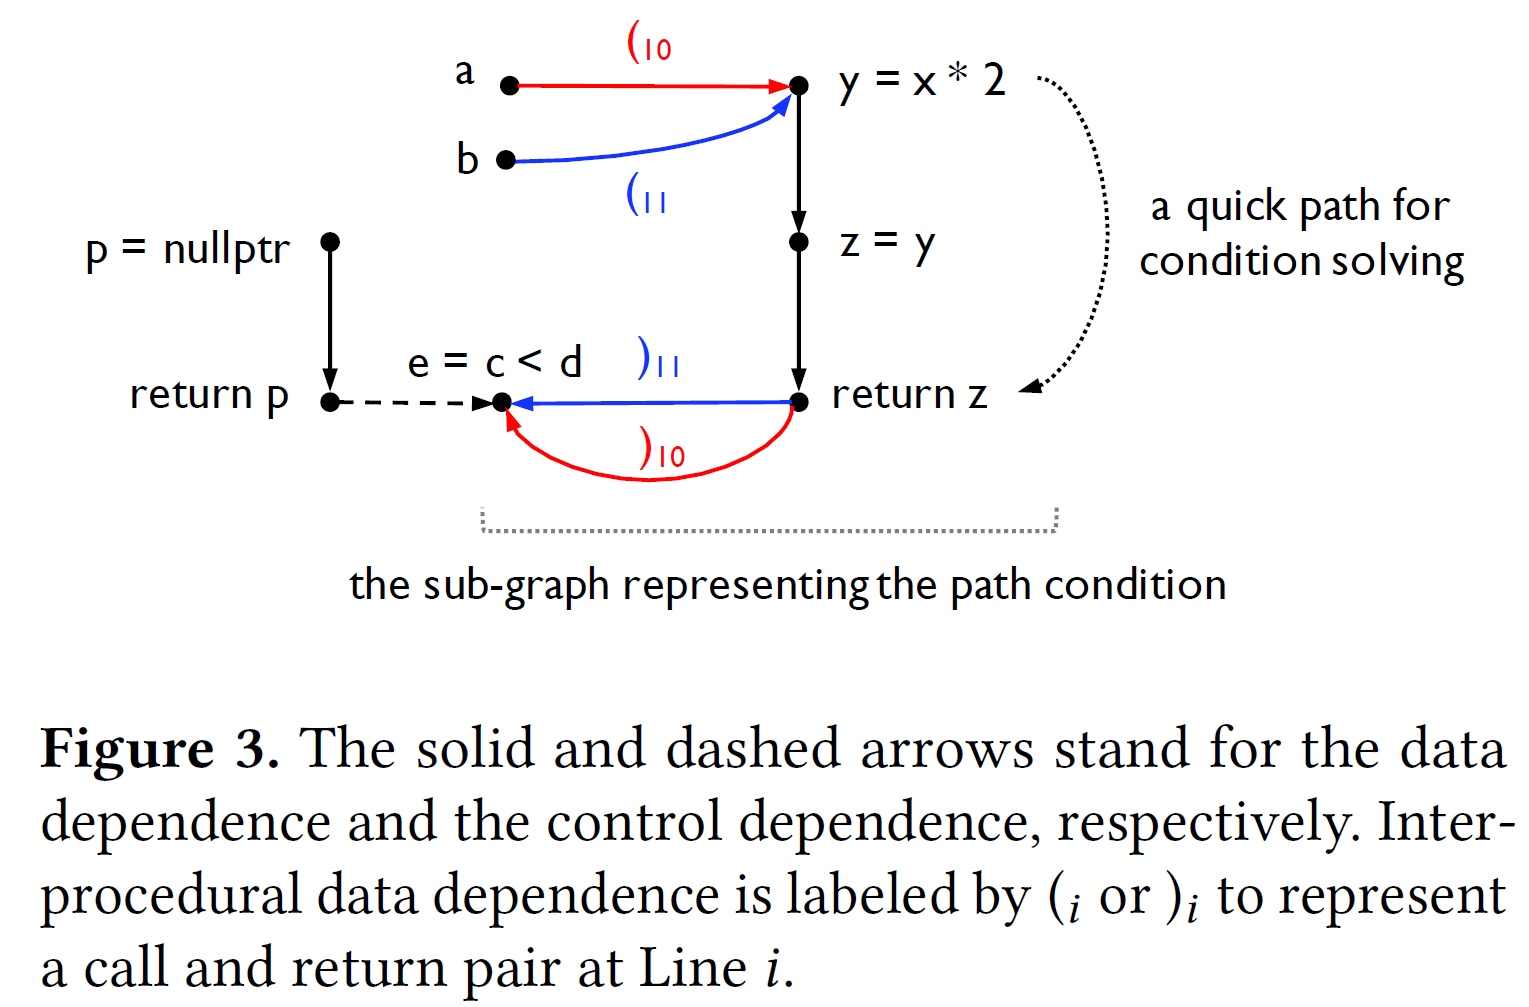 (10
a
y = x * 2
b
(11
a quick path for
condition solving
p = nullptr
z = y
e = c < d
)11
return p
return z
)10
the sub-graph representing the path condition
Figure 3. The solid and dashed arrows stand for the data
dependence and the control dependence, respectively. Inter-
procedural data dependence is labeled by (i or )i to represent
a call and return pair at Line i.